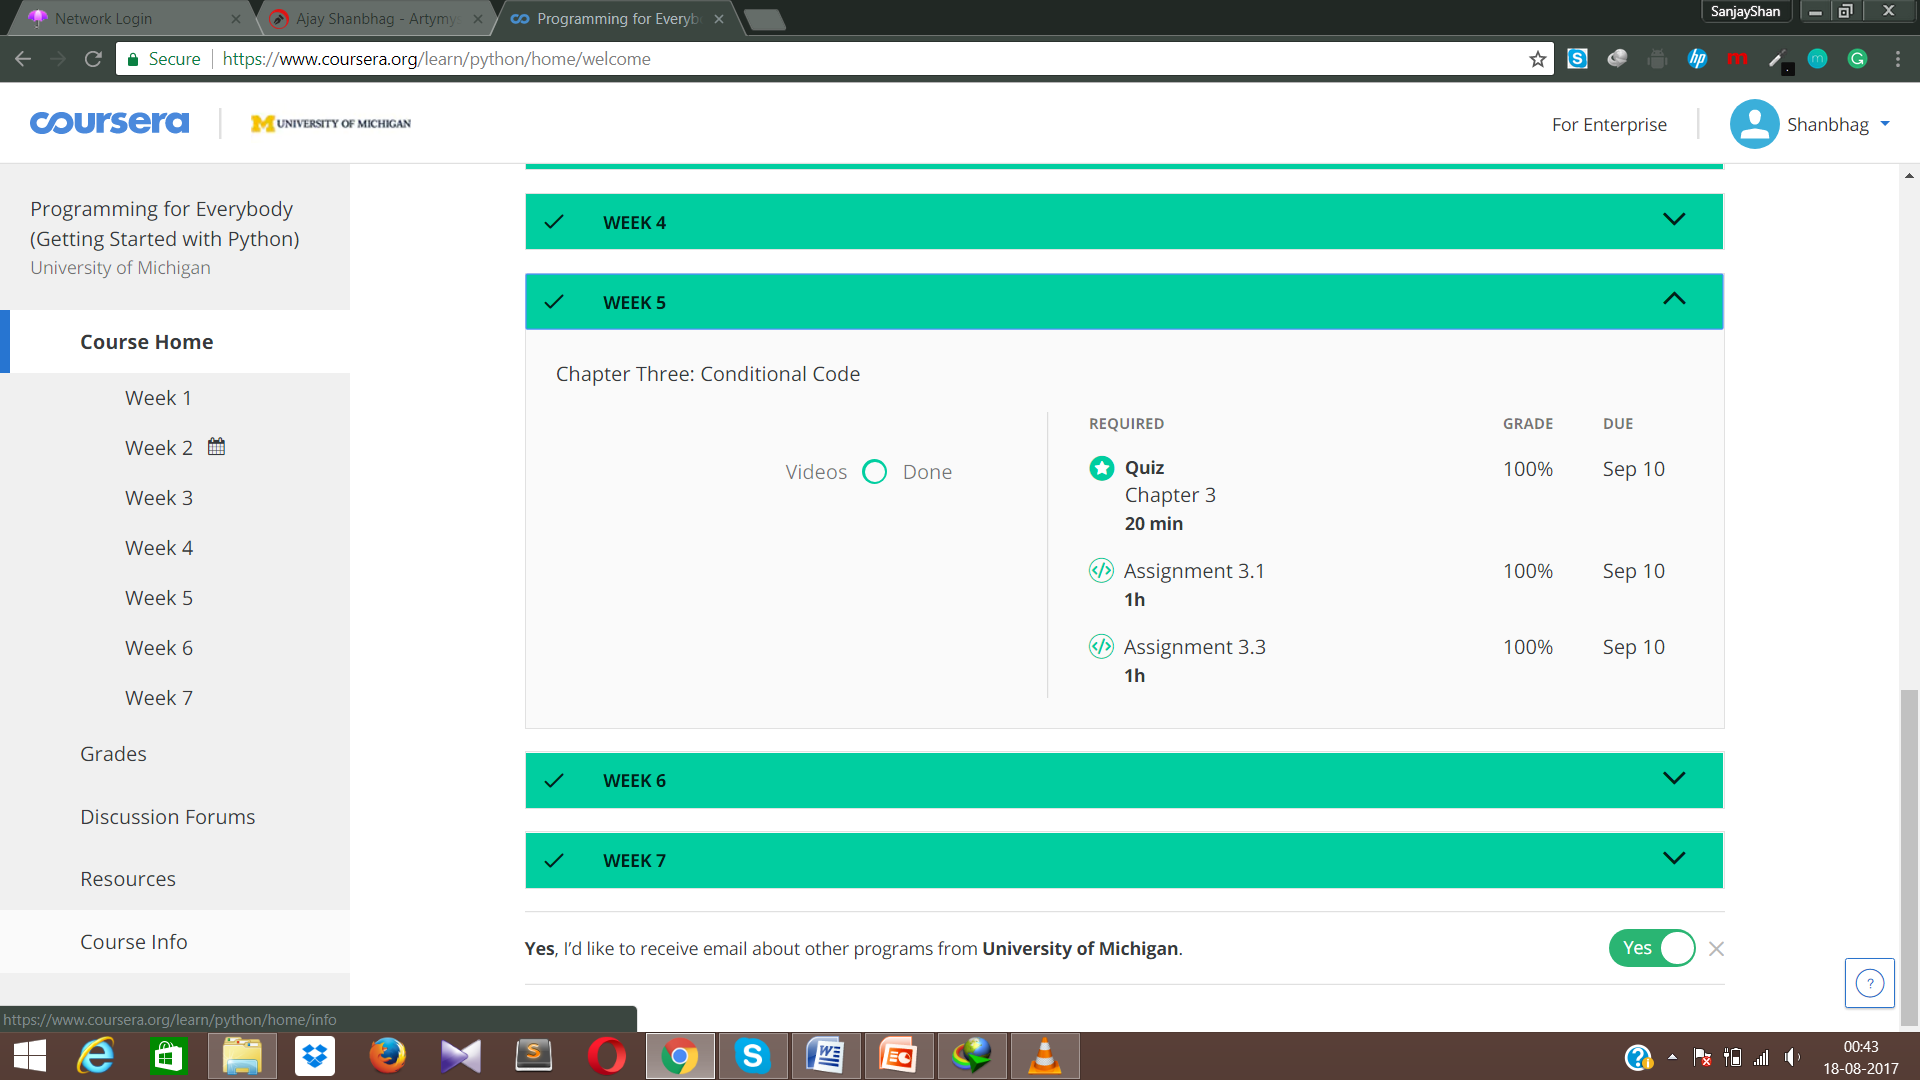 Network Login
Ajay Shanbhag - Artymy
Programming for Everyb
SanjayShan
Secure
https://www.coursera.org/learn/python/home/welcome
coursera
UNIVERSITY OF MICHIGAN
For Enterprise
Shanbhag
Programming for Everybody
(Getting Started with Python)
University of Michigan
Course Home
Week 1
Week 2
Week 3
Week 4
Week 5
Week 6
Week 7
Grades
Discussion Forums
Resources
Course Info
WEEK 4
WEEK 5
Chapter Three: Conditional Code
Videos Done
REQUIRED GRADE DUE
Quiz 100% Sep 10
Chapter 3
20 min
Assignment 3.1 100% Sep 10
1h
Assignment 3.3 100% Sep 10
1h
WEEK 6
WEEK 7
Yes, I'd like to receive email about other programs from University of Michigan.
Yes
?
https://www.coursera.org/learn/python/home/info
00:43
18-08-2017